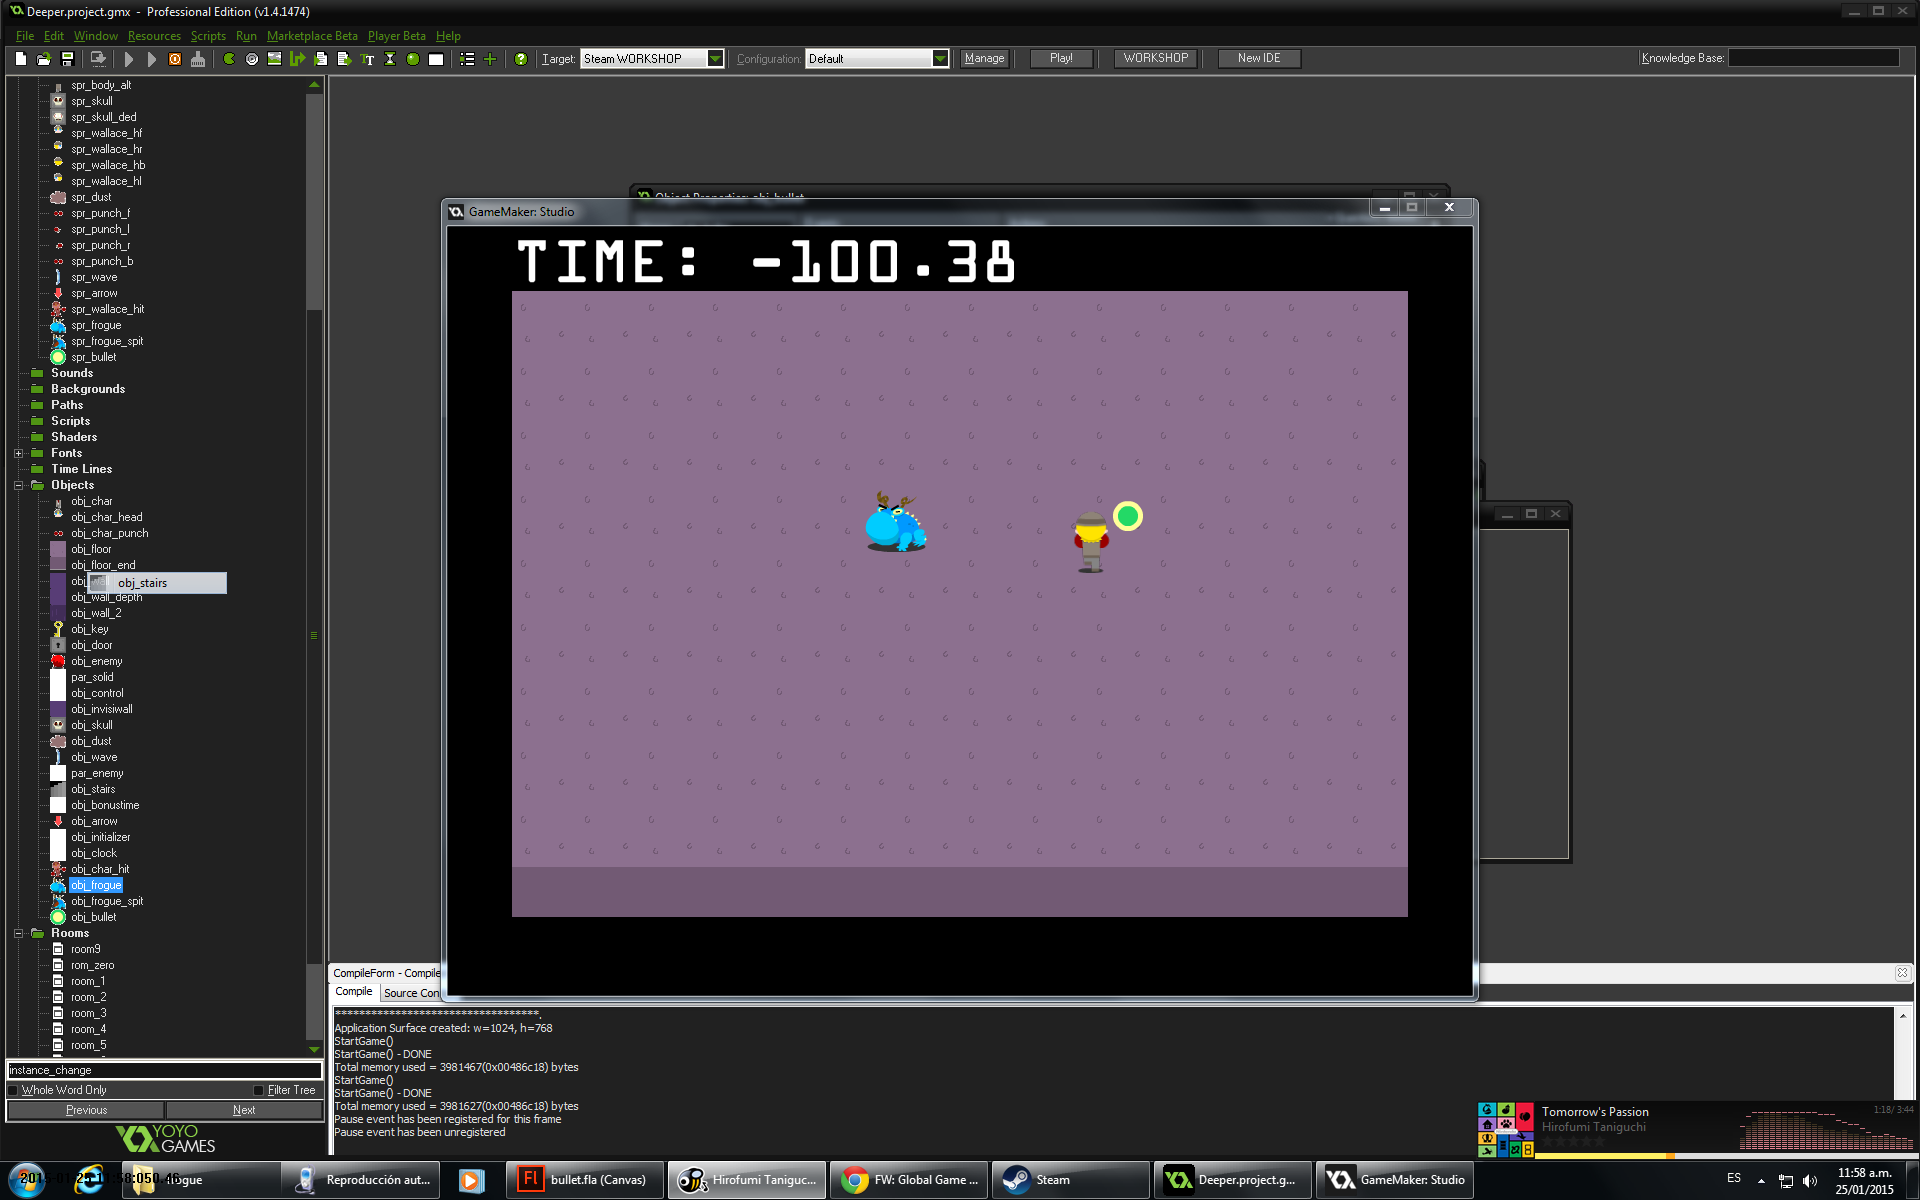 Deeper.project.gmx - Professional Edition (v1.4.1474)
File Edit Window Resources Scripts Run Marketplace Beta Player Beta Help
Target: Steam WORKSHOP Configuration: Default Manage Play! WORKSHOP New IDE Knowledge Base:
spr_body_alt
spr_skull
spr_skull_ded
spr_wallace_hf
spr_wallace_hr
spr_wallace_hb
spr_wallace_hl
spr_dust
spr_punch_f
spr_punch_l
spr_punch_r
spr_punch_b
spr_wave
spr_arrow
spr_wallace_hit
spr_frogue
spr_frogue_spit
spr_bullet
Sounds
Backgrounds
Paths
Scripts
Shaders
Fonts
Time Lines
Objects
obj_char
obj_char_head
obj_char_punch
obj_floor
obj_floor_end
obj_stairs
obj_wall_depth
obj_wall_2
obj_key
obj_door
obj_enemy
par_solid
obj_control
obj_invisiwall
obj_skull
obj_dust
obj_wave
par_enemy
obj_stairs
obj_bonustime
obj_arrow
obj_initializer
obj_clock
obj_char_hit
obj_frogue
obj_frogue_spit
obj_bullet
Rooms
room9
rom_zero
room_1
room_2
room_3
room_4
room_5
instance_change
Whole Word Only Filter Tree
Previous Next
YOYO GAMES
Object Properties: obj_bullet
GameMaker: Studio
TIME: -100.38
CompileForm - Compile
Compile Source Con
**********************************.
Application Surface created: w=1024, h=768
StartGame()
StartGame() - DONE
Total memory used = 3981467(0x00486c18) bytes
StartGame()
StartGame() - DONE
Total memory used = 3981627(0x00486c18) bytes
Pause event has been registered for this frame
Pause event has been unregistered
Tomorrow's Passion 1:18/ 3:44
Hirofumi Taniguchi
Reproducción aut... bullet.fla (Canvas) Hirofumi Taniguc... FW: Global Game ... Steam Deeper.project.g... GameMaker: Studio ES 11:58 a.m.
25/01/2015